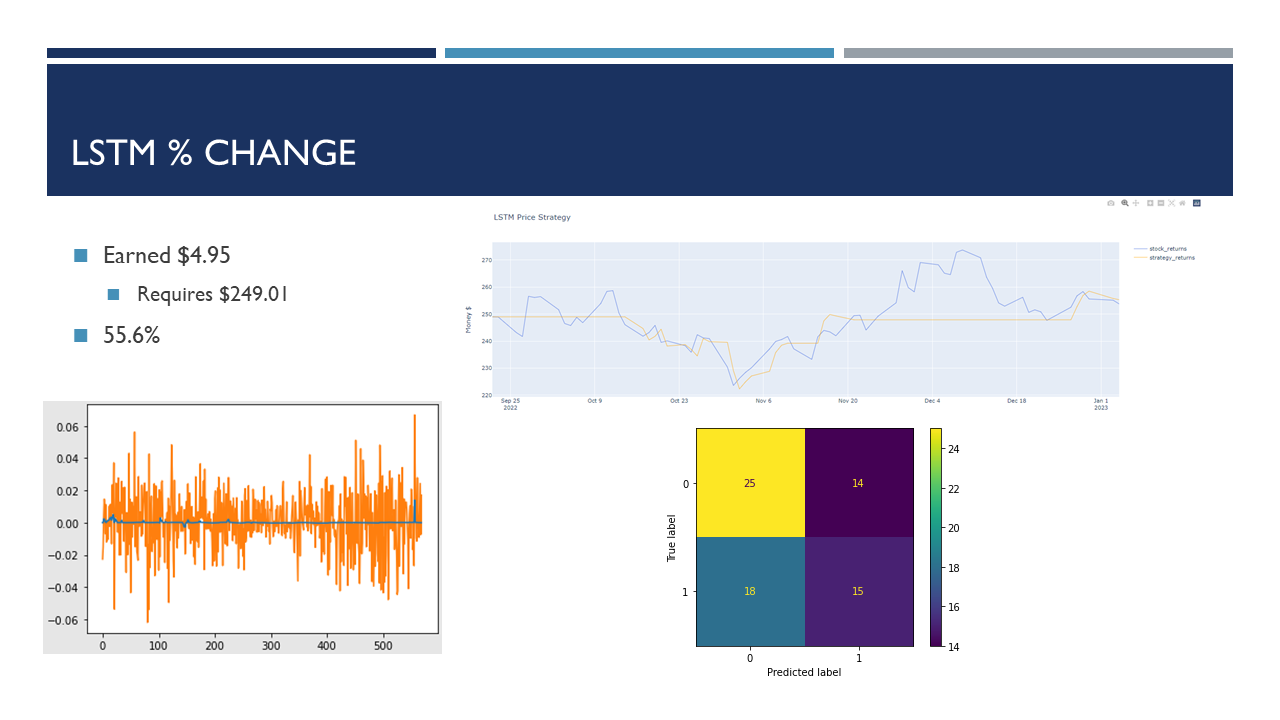 LSTM % CHANGE
Earned $4.95
Requires $249.01
55.6%
LSTM Price Strategy
stock_returns
strategy_returns
Money $
270
260
250
240
230
220
Sep 25 Oct 9 Oct 23 Nov 6 Nov 20 Dec 4 Dec 18 Jan 1
2022 2023
0.06
0.04
0.02
0.00
−0.02
−0.04
−0.06
0 100 200 300 400 500
True label
0
1
25 14
18 15
0 1
Predicted label
24
22
20
18
16
14